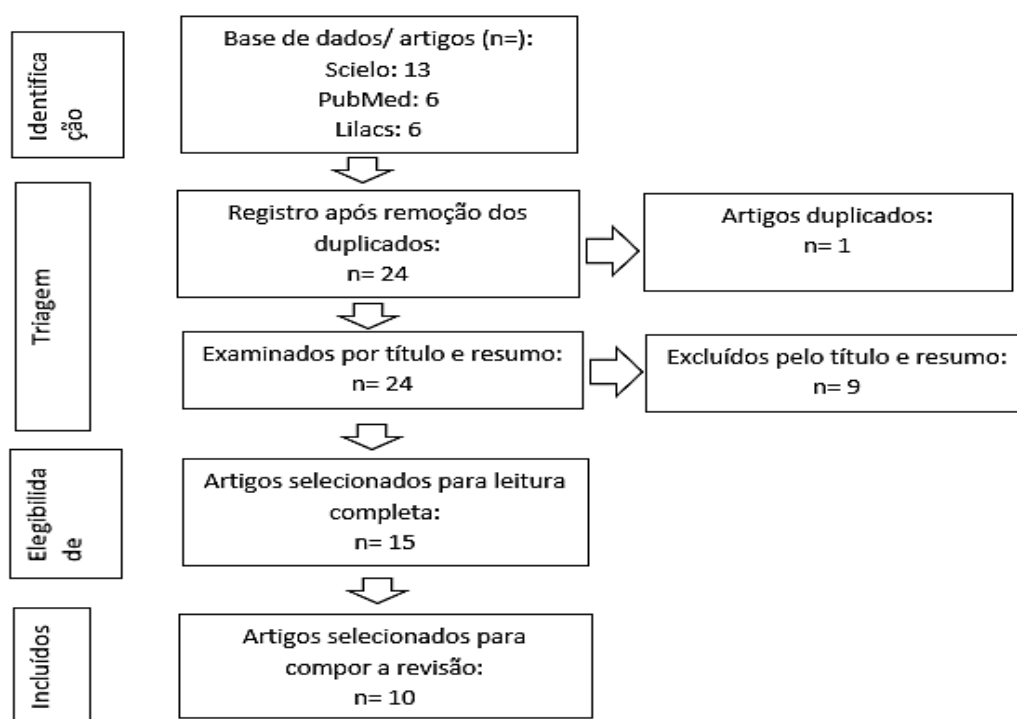 Identifica
ção
Base de dados/ artigos (n=):
Scielo: 13
PubMed: 6
Lilacs: 6
Triagem
Registro após remoção dos
duplicados:
n= 24
Artigos duplicados:
n= 1
Examinados por título e resumo:
n= 24
Excluídos pelo título e resumo:
n= 9
Elegibilida
de
Artigos selecionados para leitura
completa:
n= 15
Incluídos
Artigos selecionados para
compor a revisão:
n= 10